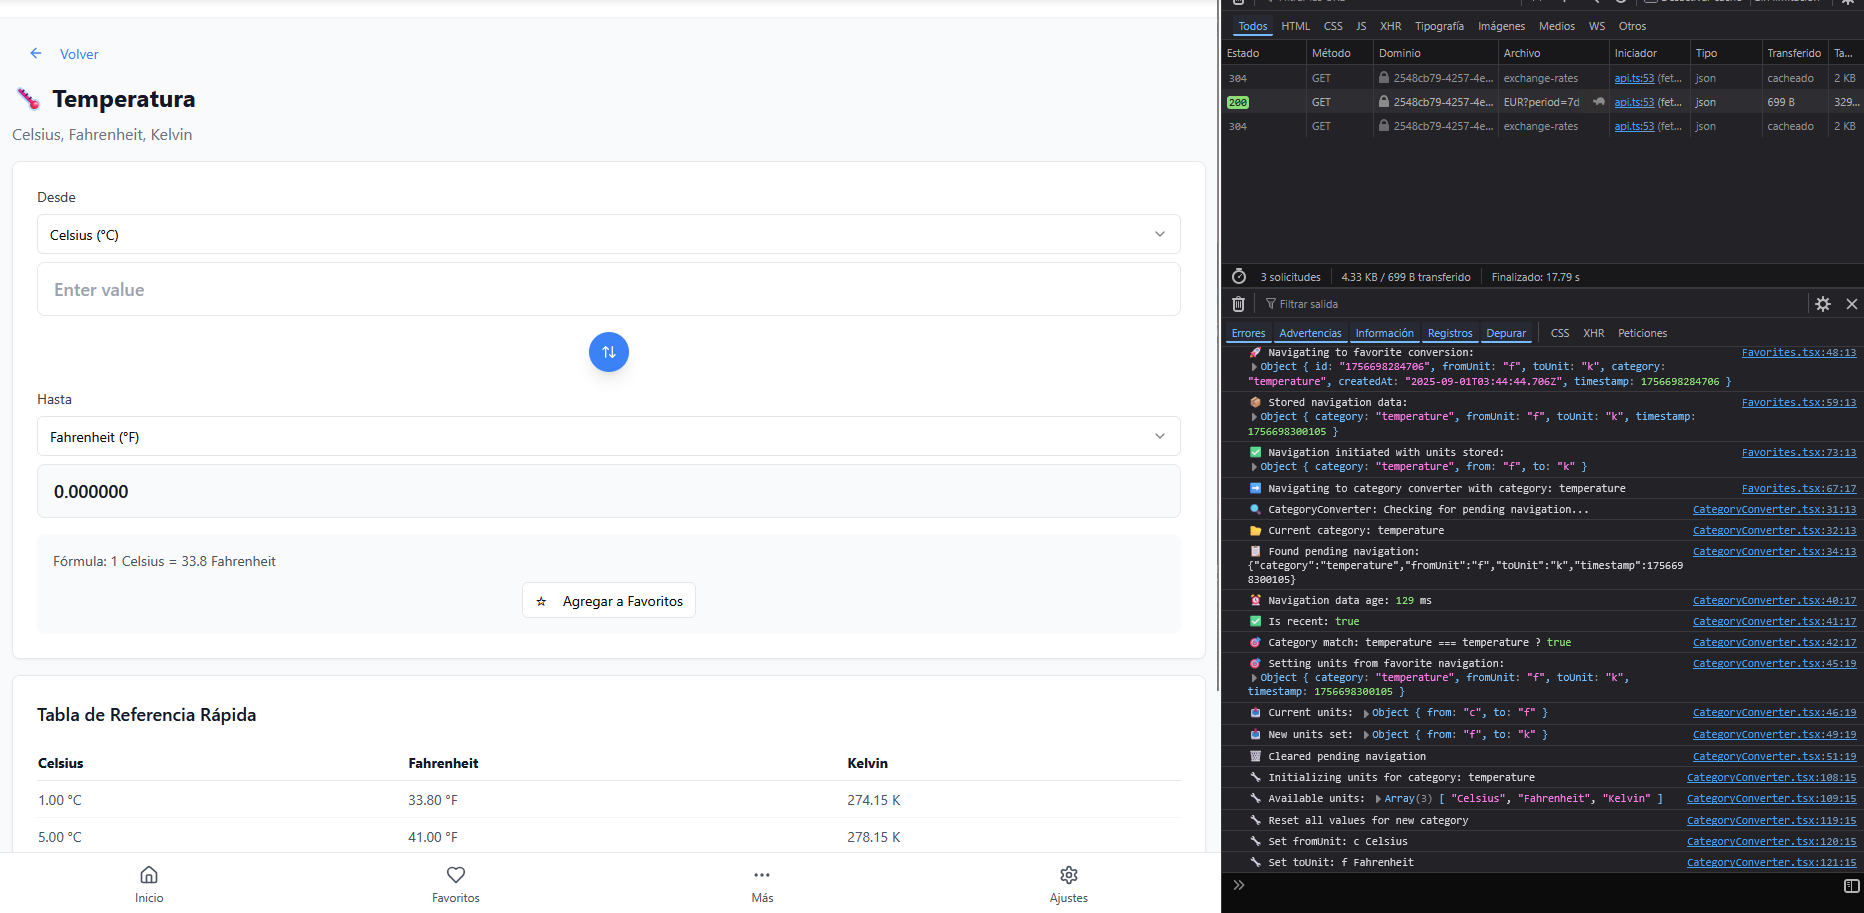 Volver
Temperatura
Celsius, Fahrenheit, Kelvin
Desde
Celsius (°C)
Enter value
Hasta
Fahrenheit (°F)
0.000000
Fórmula: 1 Celsius = 33.8 Fahrenheit
☆ Agregar a Favoritos
Tabla de Referencia Rápida
Celsius Fahrenheit Kelvin
1.00 °C 33.80 °F 274.15 K
5.00 °C 41.00 °F 278.15 K
Inicio Favoritos Más Ajustes
Todos HTML CSS JS XHR Tipografía Imágenes Medios WS Otros
Estado Método Dominio Archivo Iniciador Tipo Transferido Ta...
304 GET 2548cb79-4257-4e... exchange-rates api.ts:53 (fet... json cacheado 2 KB
200 GET 2548cb79-4257-4e... EUR?period=7d api.ts:53 (fet... json 699 B 329...
304 GET 2548cb79-4257-4e... exchange-rates api.ts:53 (fet... json cacheado 2 KB
3 solicitudes 4.33 KB / 699 B transferido Finalizado: 17.79 s
Filtrar salida
Errores Advertencias Información Registros Depurar CSS XHR Peticiones
🚀 Navigating to favorite conversion: Favorites.tsx:48:13
Object { id: "1756698284706", fromUnit: "f", toUnit: "k", category:
"temperature", createdAt: "2025-09-01T03:44:44.706Z", timestamp: 1756698284706 }
📦 Stored navigation data: Favorites.tsx:59:13
Object { category: "temperature", fromUnit: "f", toUnit: "k", timestamp:
1756698300105 }
✅ Navigation initiated with units stored: Favorites.tsx:73:13
Object { category: "temperature", from: "f", to: "k" }
➡️ Navigating to category converter with category: temperature Favorites.tsx:67:17
🔍 CategoryConverter: Checking for pending navigation... CategoryConverter.tsx:31:13
📂 Current category: temperature CategoryConverter.tsx:32:13
📋 Found pending navigation: CategoryConverter.tsx:34:13
{"category":"temperature","fromUnit":"f","toUnit":"k","timestamp":175669
8300105}
⏰ Navigation data age: 129 ms CategoryConverter.tsx:40:17
✅ Is recent: true CategoryConverter.tsx:41:17
🎯 Category match: temperature === temperature ? true CategoryConverter.tsx:42:17
🎯 Setting units from favorite navigation: CategoryConverter.tsx:45:19
Object { category: "temperature", fromUnit: "f", toUnit: "k",
timestamp: 1756698300105 }
📤 Current units: Object { from: "c", to: "f" } CategoryConverter.tsx:46:19
📥 New units set: Object { from: "f", to: "k" } CategoryConverter.tsx:49:19
🗑️ Cleared pending navigation CategoryConverter.tsx:51:19
🔧 Initializing units for category: temperature CategoryConverter.tsx:108:15
🔧 Available units: Array(3) [ "Celsius", "Fahrenheit", "Kelvin" ] CategoryConverter.tsx:109:15
🔧 Reset all values for new category CategoryConverter.tsx:119:15
🔧 Set fromUnit: c Celsius CategoryConverter.tsx:120:15
🔧 Set toUnit: f Fahrenheit CategoryConverter.tsx:121:15